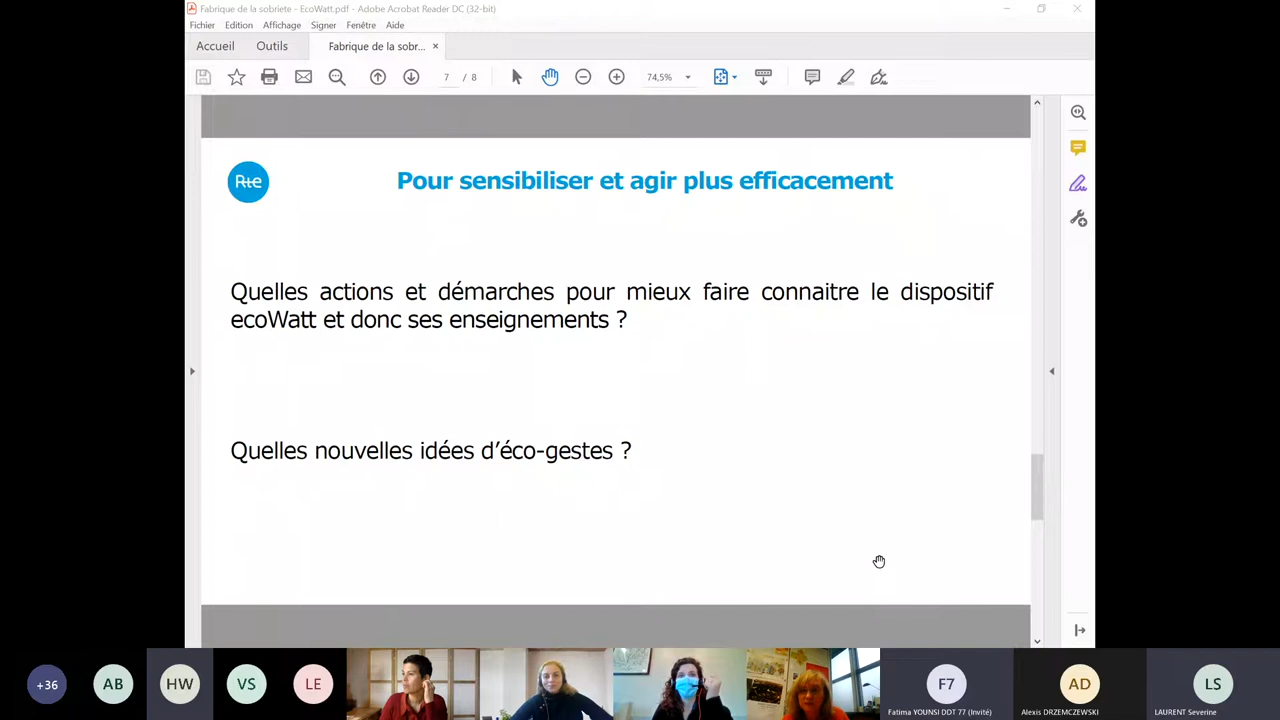 Fabrique de la sobriete - EcoWatt.pdf - Adobe Acrobat Reader DC (32-bit)
Fichier Edition Affichage Signer Fenêtre Aide
Accueil Outils Fabrique de la sobr... ×
7 / 8 74,5%
Rte Pour sensibiliser et agir plus efficacement
Quelles actions et démarches pour mieux faire connaitre le dispositif
ecoWatt et donc ses enseignements ?
Quelles nouvelles idées d’éco-gestes ?
+36 AB HW VS LE F7 AD LS
Fatima YOUNSI DDT 77 (Invité) Alexis DRZEMCZEWSKI LAURENT Severine